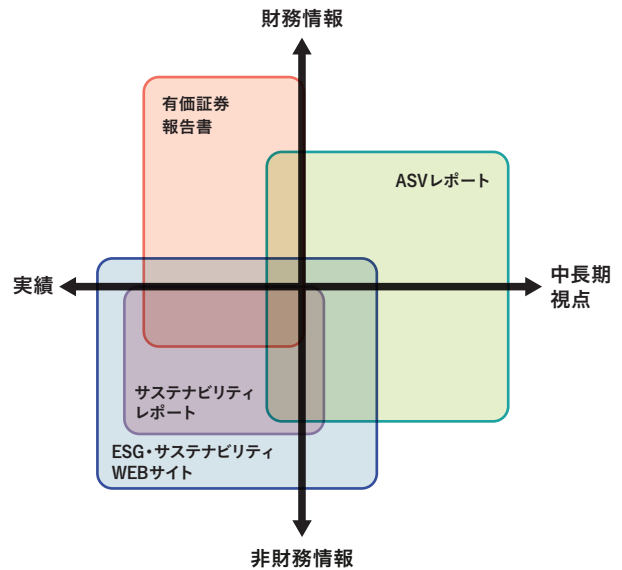 財務情報
有価証券
報告書
ASVレポート
実績
中長期
視点
サステナビリティ
レポート
ESG・サステナビリティ
WEBサイト
非財務情報